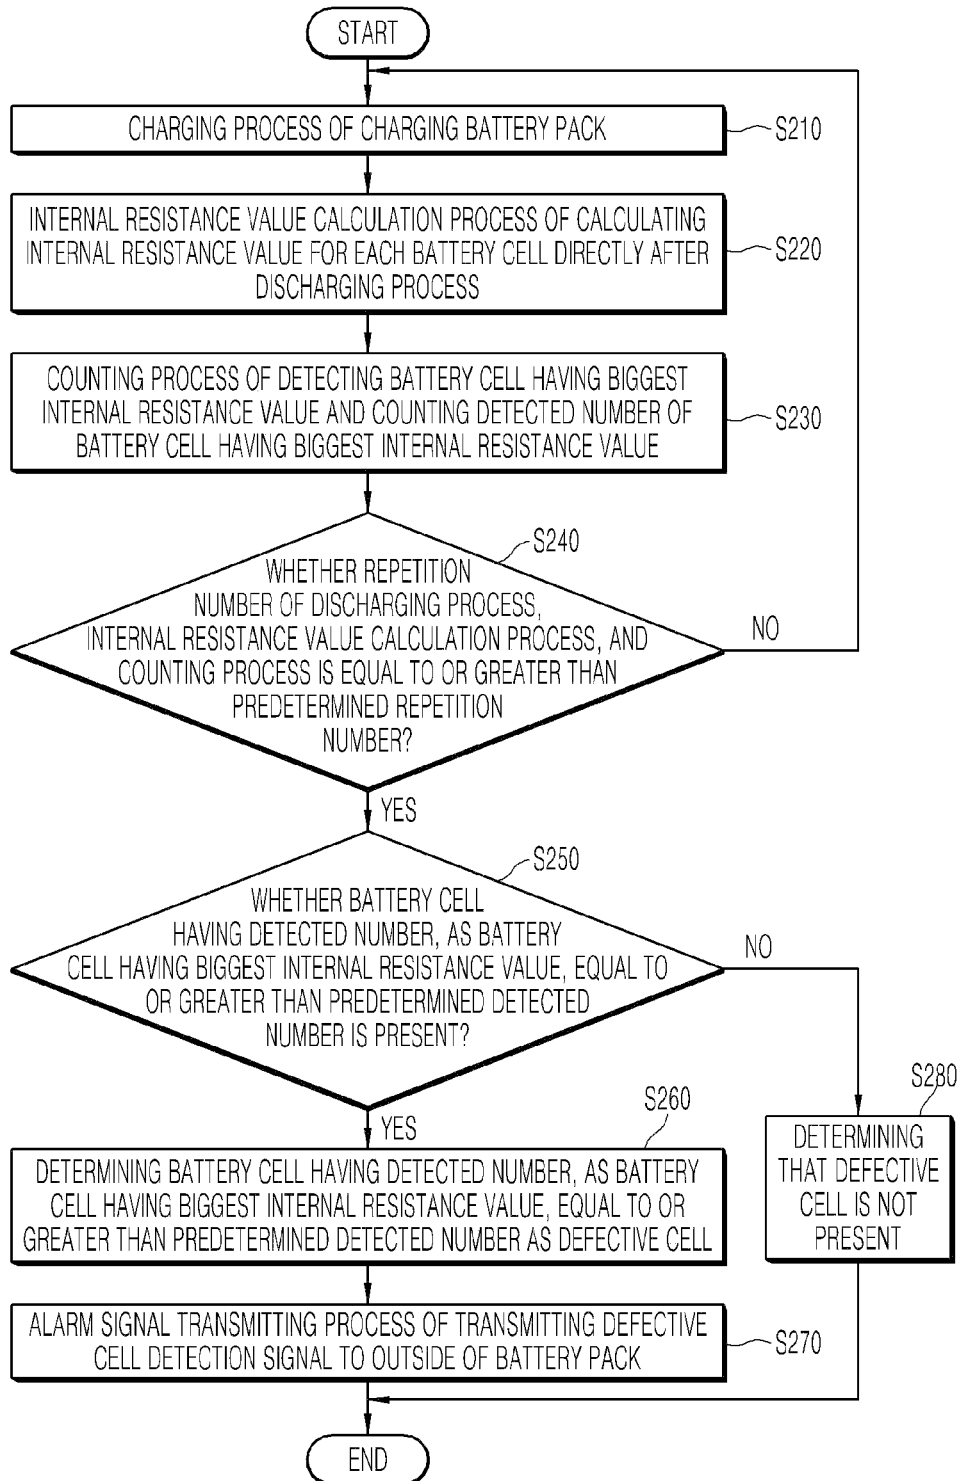 START
CHARGING PROCESS OF CHARGING BATTERY PACK
S210
INTERNAL RESISTANCE VALUE CALCULATION PROCESS OF CALCULATING
INTERNAL RESISTANCE VALUE FOR EACH BATTERY CELL DIRECTLY AFTER
DISCHARGING PROCESS
S220
COUNTING PROCESS OF DETECTING BATTERY CELL HAVING BIGGEST
INTERNAL RESISTANCE VALUE AND COUNTING DETECTED NUMBER OF
BATTERY CELL HAVING BIGGEST INTERNAL RESISTANCE VALUE
S230
S240
WHETHER REPETITION
NUMBER OF DISCHARGING PROCESS,
INTERNAL RESISTANCE VALUE CALCULATION PROCESS, AND
COUNTING PROCESS IS EQUAL TO OR GREATER THAN
PREDETERMINED REPETITION
NUMBER?
NO
YES
S250
WHETHER BATTERY CELL
HAVING DETECTED NUMBER, AS BATTERY
CELL HAVING BIGGEST INTERNAL RESISTANCE VALUE, EQUAL TO
OR GREATER THAN PREDETERMINED DETECTED
NUMBER IS PRESENT?
NO
YES
S260
DETERMINING BATTERY CELL HAVING DETECTED NUMBER, AS BATTERY
CELL HAVING BIGGEST INTERNAL RESISTANCE VALUE, EQUAL TO OR
GREATER THAN PREDETERMINED DETECTED NUMBER AS DEFECTIVE CELL
S280
DETERMINING
THAT DEFECTIVE
CELL IS NOT
PRESENT
ALARM SIGNAL TRANSMITTING PROCESS OF TRANSMITTING DEFECTIVE
CELL DETECTION SIGNAL TO OUTSIDE OF BATTERY PACK
S270
END